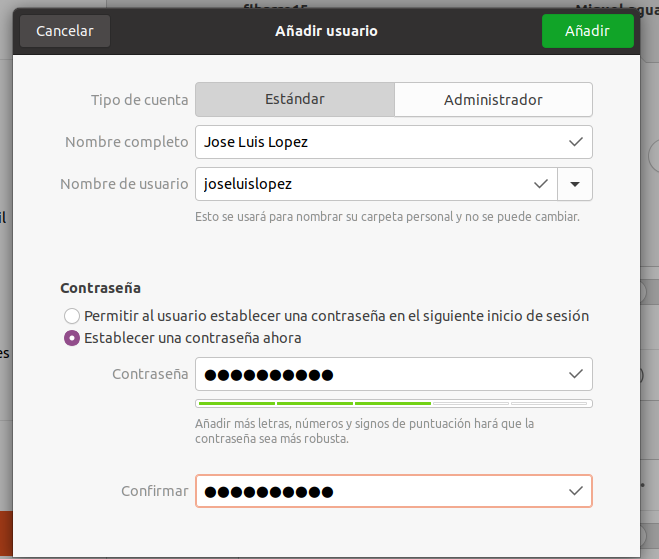 Cancelar
Añadir usuario
Añadir
Tipo de cuenta
Estándar
Administrador
Nombre completo
Jose Luis Lopez
Nombre de usuario
joseluislopez
Esto se usará para nombrar su carpeta personal y no se puede cambiar.
Contraseña
Permitir al usuario establecer una contraseña en el siguiente inicio de sesión
Establecer una contraseña ahora
Contraseña
●●●●●●●●●●
Añadir más letras, números y signos de puntuación hará que la
contraseña sea más robusta.
Confirmar
●●●●●●●●●●